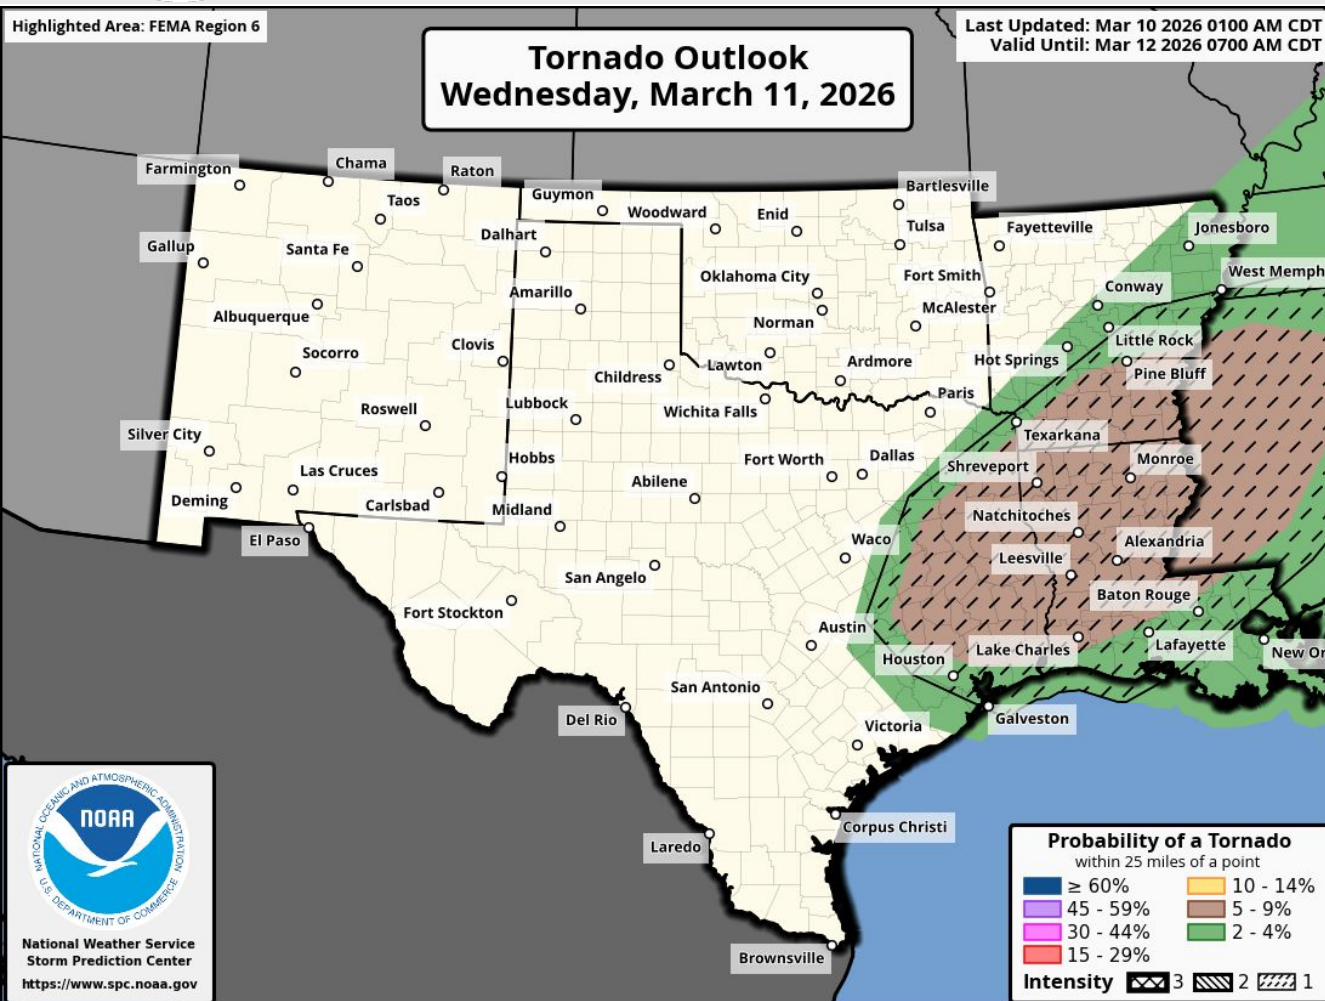 Highlighted Area: FEMA Region 6
Last Updated: Mar 10 2026 0100 AM CDT
Valid Until: Mar 12 2026 0700 AM CDT
Tornado Outlook
Wednesday, March 11, 2026
Farmington
Chama
Raton
Taos
Guymon
Woodward
Enid
Bartlesville
Tulsa
Fayetteville
Jonesboro
Gallup
Santa Fe
Dalhart
Oklahoma City
Fort Smith
West Memph
Albuquerque
Amarillo
Norman
McAlester
Conway
Socorro
Clovis
Childress
Lawton
Ardmore
Hot Springs
Little Rock
Pine Bluff
Roswell
Lubbock
Wichita Falls
Paris
Texarkana
Silver City
Las Cruces
Hobbs
Abilene
Fort Worth
Dallas
Shreveport
Monroe
Deming
Carlsbad
Midland
Natchitoches
El Paso
San Angelo
Waco
Leesville
Alexandria
Fort Stockton
Austin
Baton Rouge
Houston
Lake Charles
Lafayette
New Or
San Antonio
Del Rio
Victoria
Galveston
Laredo
Corpus Christi
Brownsville
NATIONAL OCEANIC AND ATMOSPHERIC ADMINISTRATION
NOAA
U.S. DEPARTMENT OF COMMERCE
National Weather Service
Storm Prediction Center
https://www.spc.noaa.gov
Probability of a Tornado
within 25 miles of a point
≥ 60%
10 - 14%
45 - 59%
5 - 9%
30 - 44%
2 - 4%
15 - 29%
Intensity 3 2 1